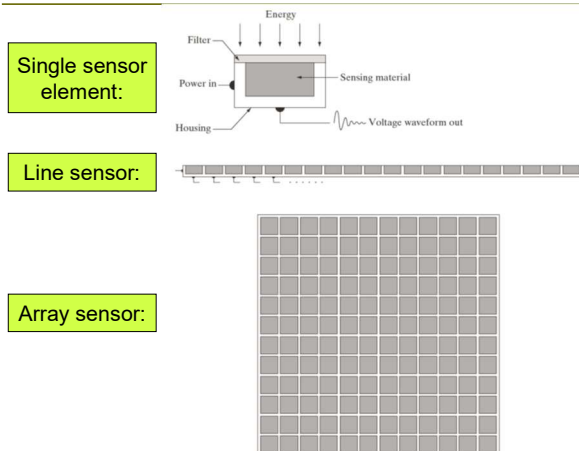 Energy
Filter
Single sensor
element:
Power in
Sensing material
Housing
Voltage waveform out
Line sensor:
Array sensor: